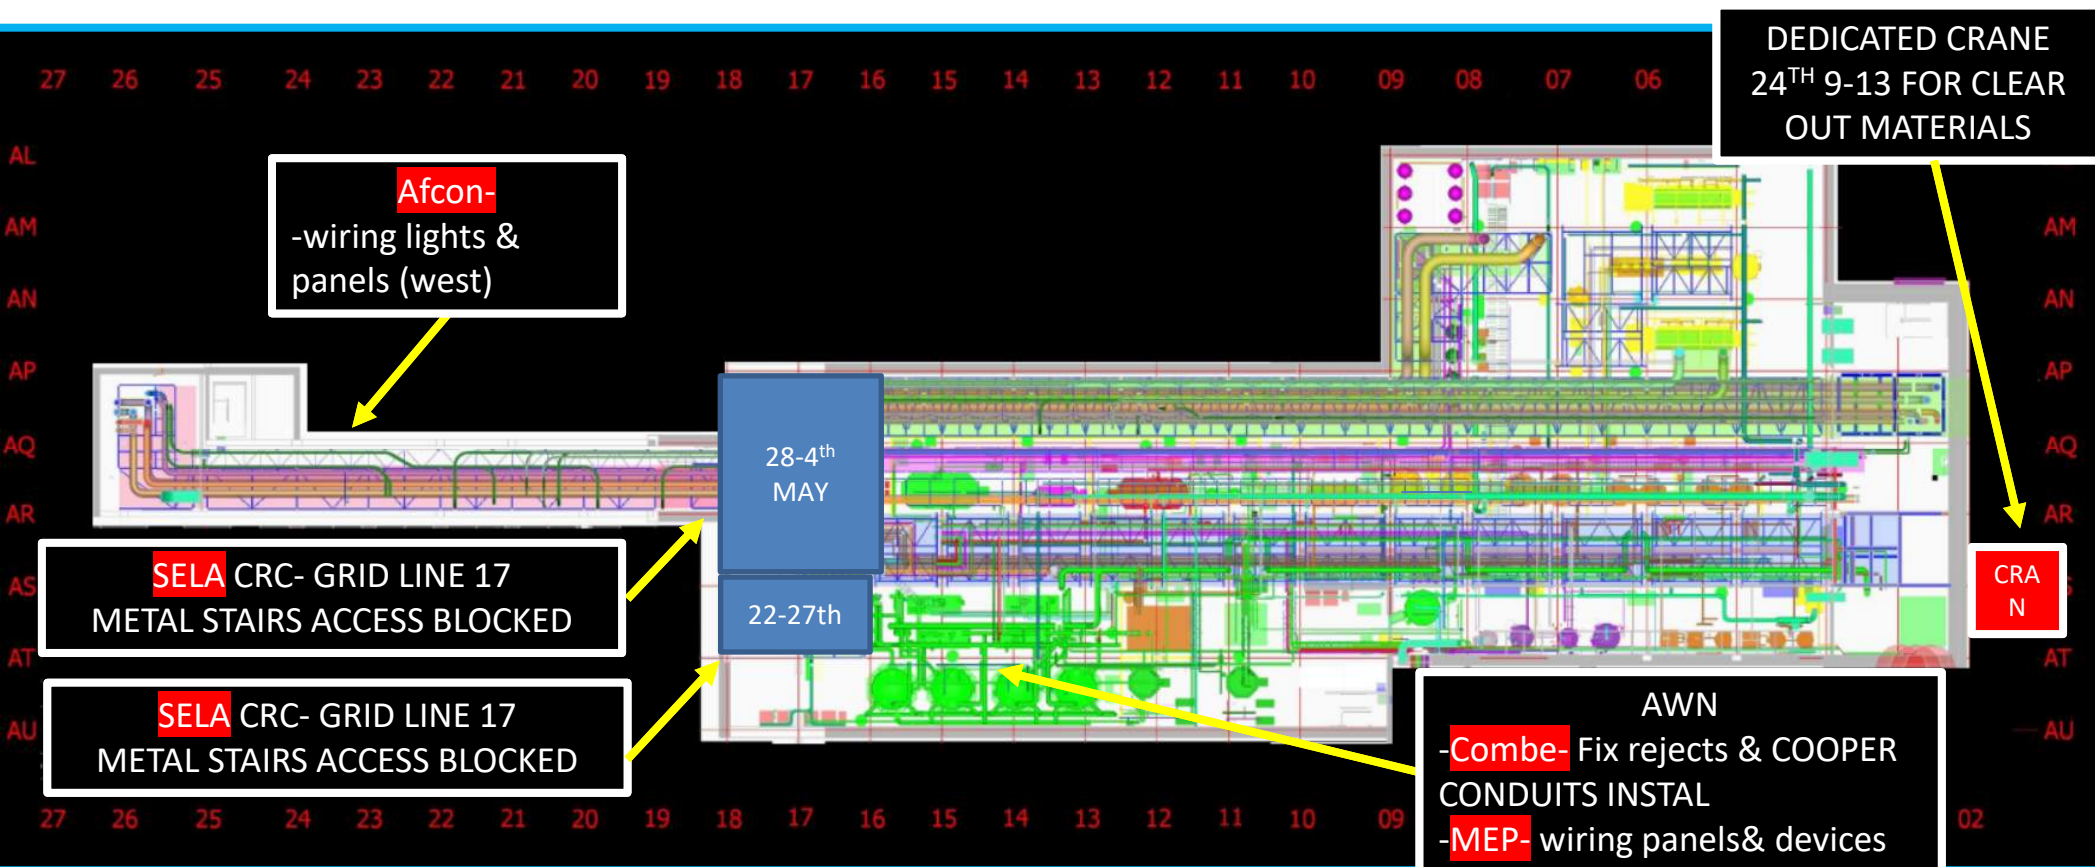 DEDICATED CRANE
24TH 9-13 FOR CLEAR
OUT MATERIALS
27 26 25 24 23 22 21 20 19 18 17 16 15 14 13 12 11 10 09 08 07 06
AL
Afcon-
-wiring lights &
panels (west)
AM AM
AN AN
AP AP
AQ AQ
28-4th
MAY
AR AR
SELA CRC- GRID LINE 17
METAL STAIRS ACCESS BLOCKED
AS
22-27th
CRA
N
AT AT
SELA CRC- GRID LINE 17
METAL STAIRS ACCESS BLOCKED
AU AU
AWN
-Combe- Fix rejects & COOPER
CONDUITS INSTAL
-MEP- wiring panels& devices
27 26 25 24 23 22 21 20 19 18 17 16 15 14 13 12 11 10 09 02